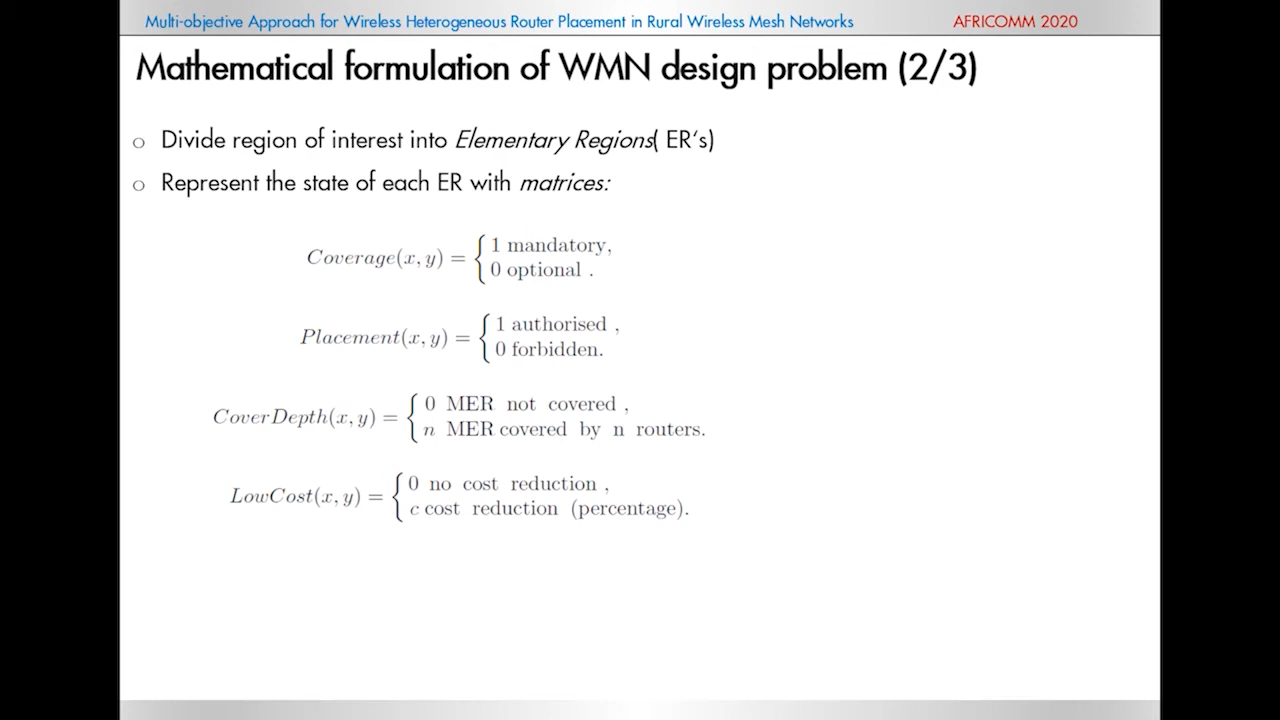 Multi-objective Approach for Wireless Heterogeneous Router Placement in Rural Wireless Mesh Networks AFRICOMM 2020
Mathematical formulation of WMN design problem (2/3)
○ Divide region of interest into Elementary Regions( ER's)
○ Represent the state of each ER with matrices:
Coverage(x, y) = { 1 mandatory,
0 optional .
Placement(x, y) = { 1 authorised ,
0 forbidden.
CoverDepth(x, y) = { 0 MER not covered ,
n MER covered by n routers.
LowCost(x, y) = { 0 no cost reduction ,
c cost reduction (percentage).